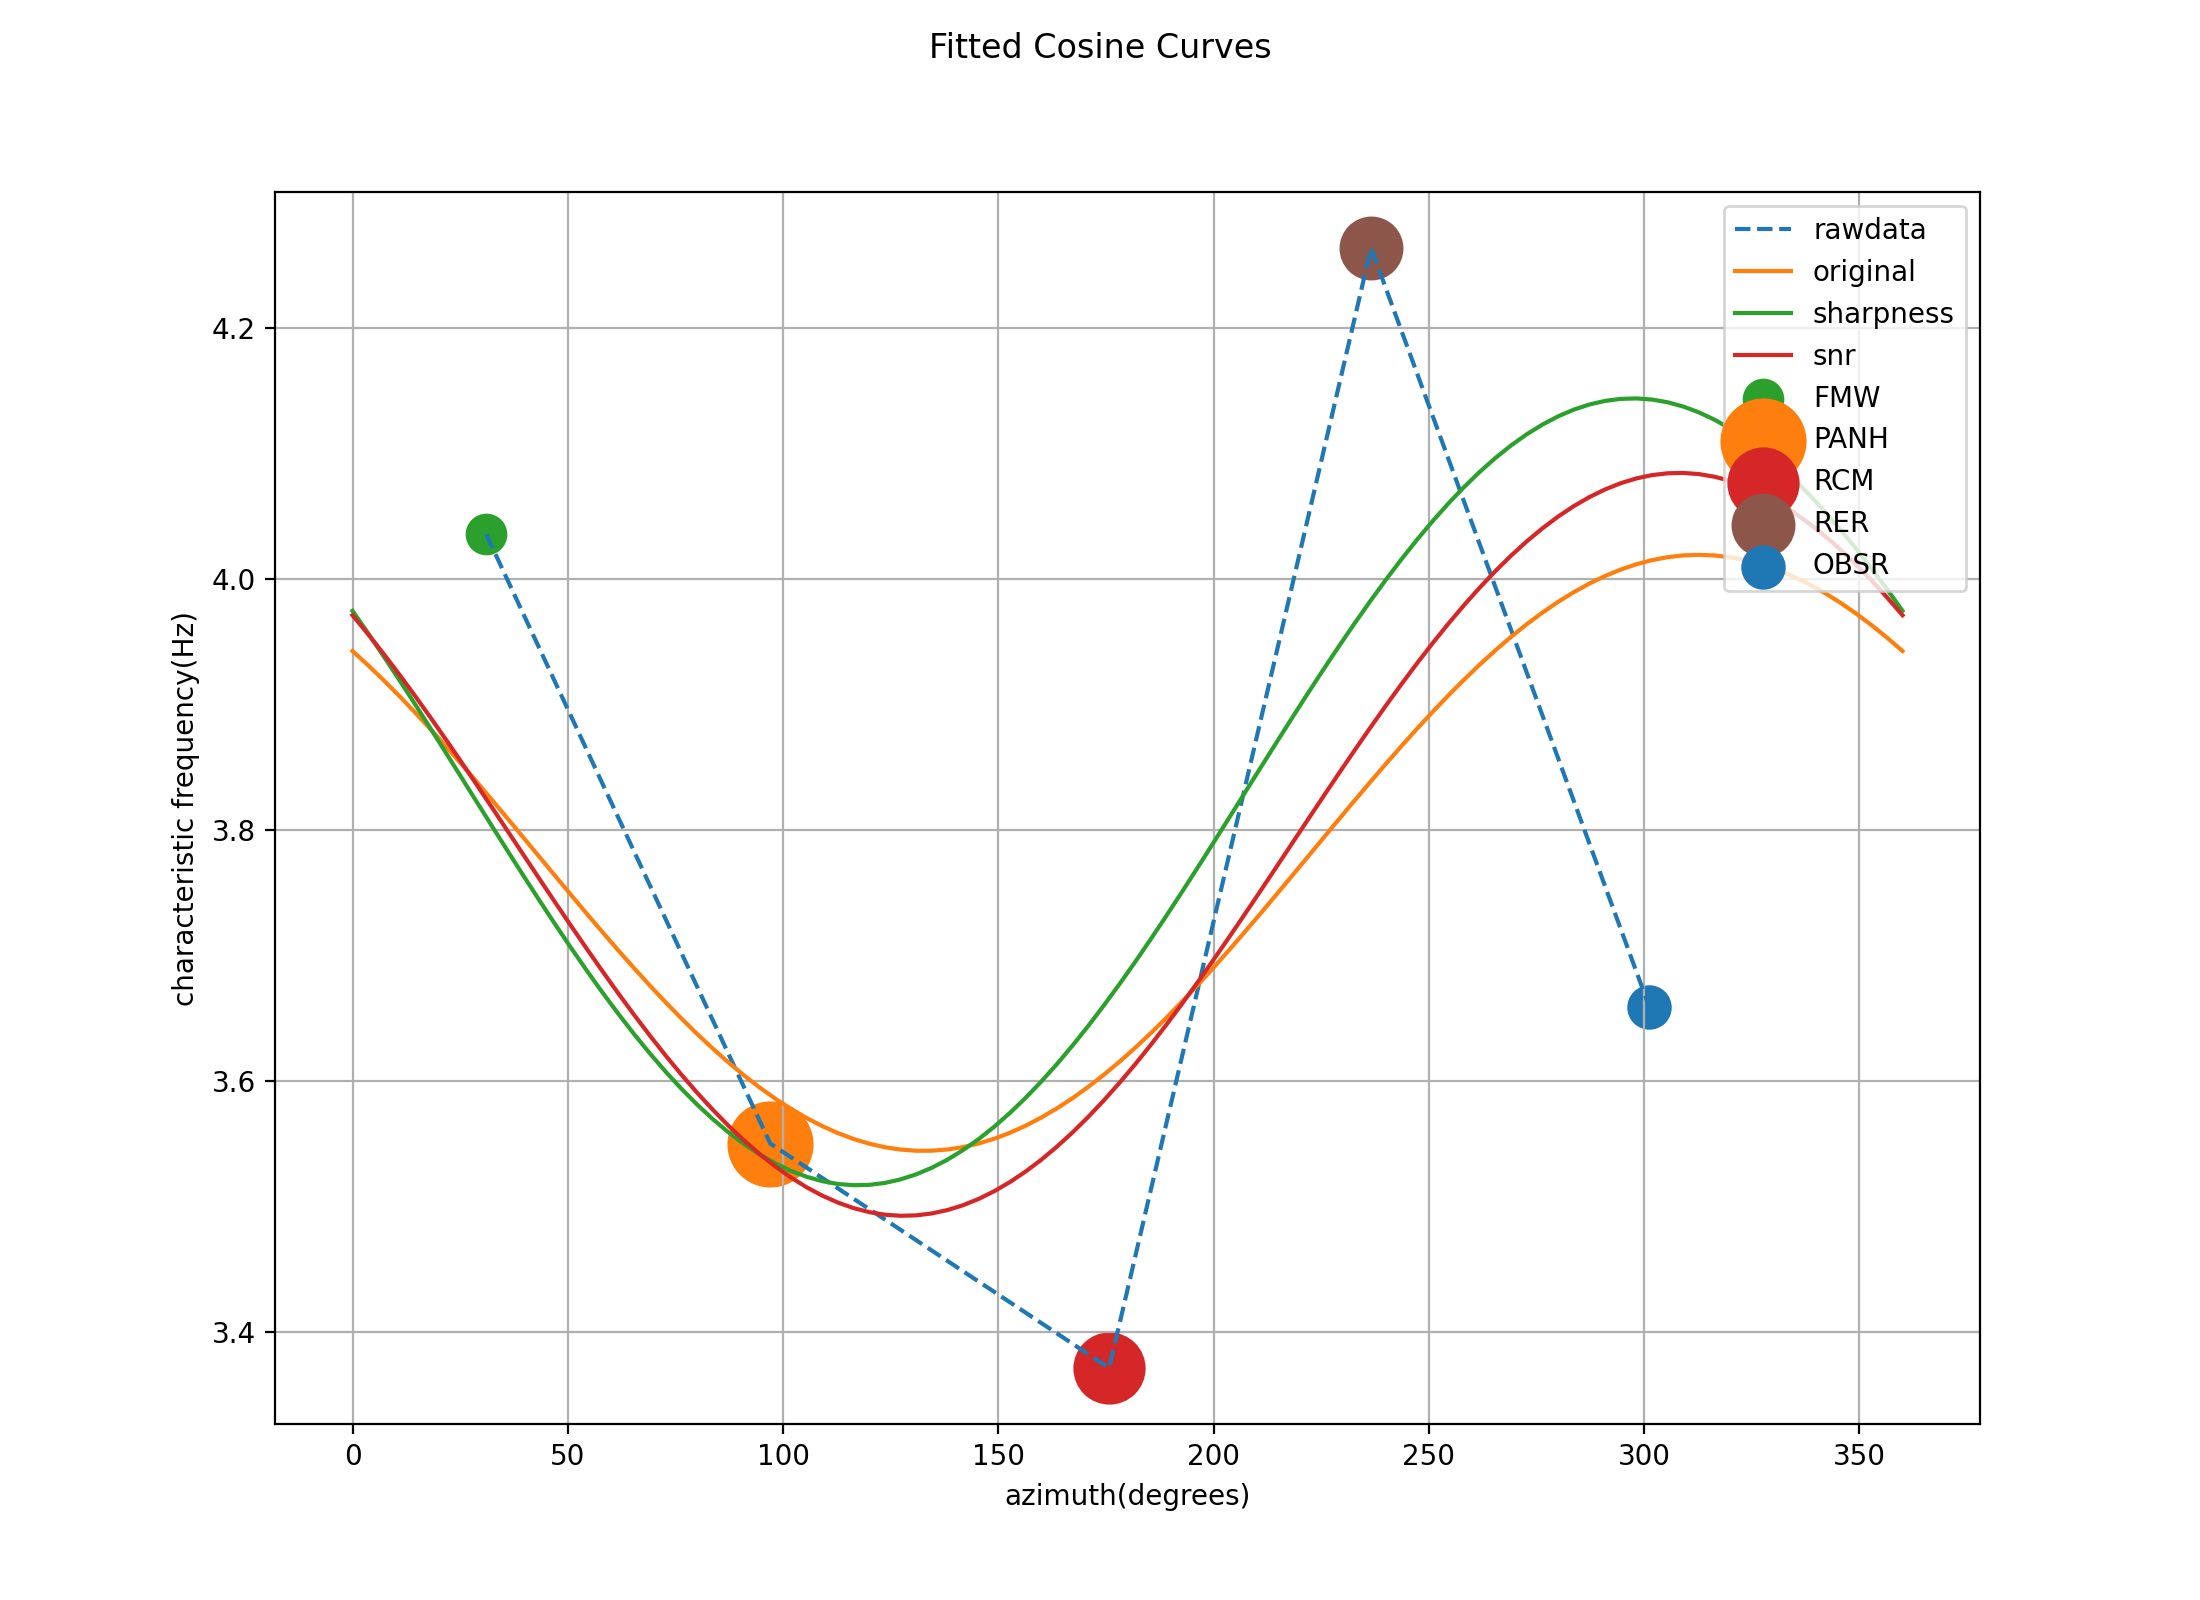 Fitted Cosine Curves
characteristic frequency(Hz)
4.2
4.0
3.8
3.6
3.4
rawdata
original
sharpness
snr
FMW
PANH
RCM
RER
OBSR
0 50 100 150 200 250 300 350
azimuth(degrees)